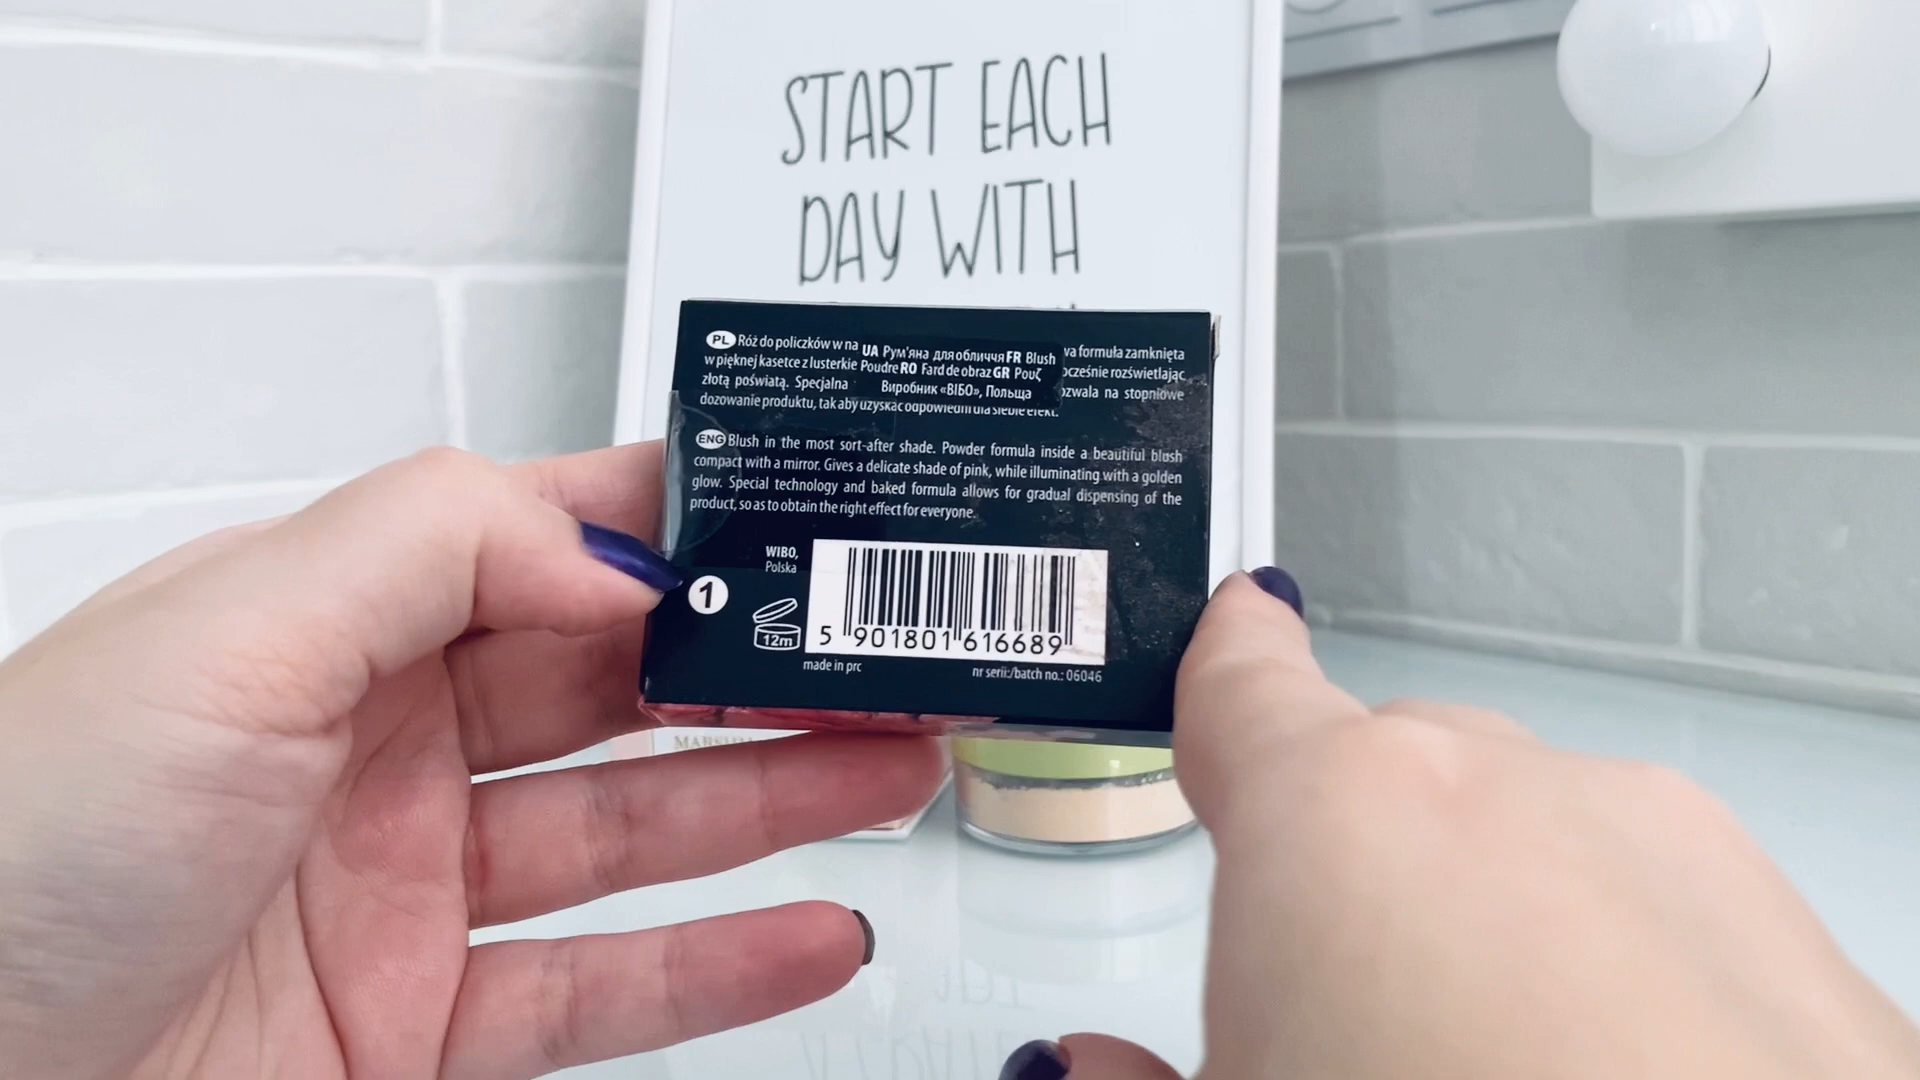 START EACH
DAY WITH
PL Róż do policzków w na
w pięknej kasetce z lusterkie
złotą poświatą. Specjalna
UA Рум'яна для обличчя FR Blush
Poudre RO Fard de obraz GR Pouζ
Виробник «ВІБО», Польща
va formuła zamknięta
ocześnie rozświetlając
ozwala na stopniowe
dozowanie produktu, tak aby uzyskać odpowiedni dla siebie efekt.
ENG Blush in the most sort-after shade. Powder formula inside a beautiful blush
compact with a mirror. Gives a delicate shade of pink, while illuminating with a golden
glow. Special technology and baked formula allows for gradual dispensing of the
product, so as to obtain the right effect for everyone.
WIBO,
Polska
1
12m
5 901801 616689
made in prc
nr serii:/batch no.: 06046